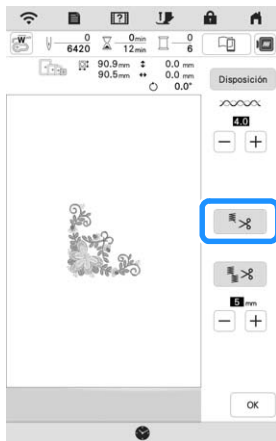 W 0 0min 0
6420 12min 6
90.9mm 0.0 mm
90.5mm 0.0 mm
0.0°
Disposición
4.0
− +
5 mm
− +
OK